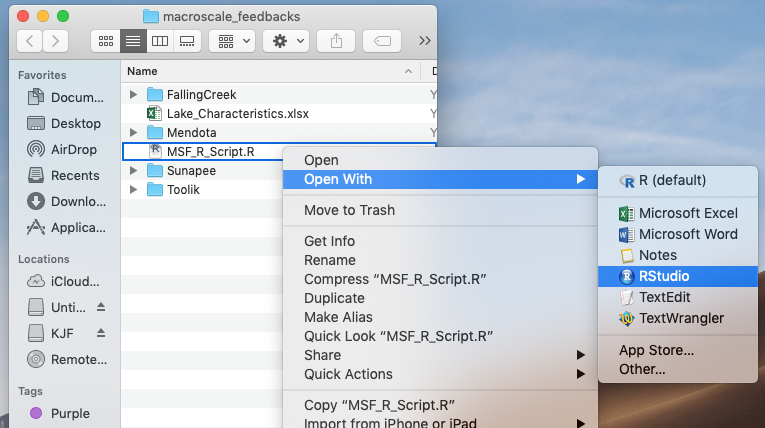 macroscale_feedbacks
Favorites
Docum...
Desktop
AirDrop
Recents
Downlo...
Applica...
Locations
iCloud...
Unti...
KJF
Remote...
Tags
Purple
Name
FallingCreek
Lake_Characteristics.xlsx
Mendota
MSF_R_Script.R
Sunapee
Toolik
Open
Open With
Move to Trash
Get Info
Rename
Compress “MSF_R_Script.R”
Duplicate
Make Alias
Quick Look “MSF_R_Script.R”
Share
Quick Actions
Copy “MSF_R_Script.R”
Import from iPhone or iPad
R (default)
Microsoft Excel
Microsoft Word
Notes
RStudio
TextEdit
TextWrangler
App Store...
Other...